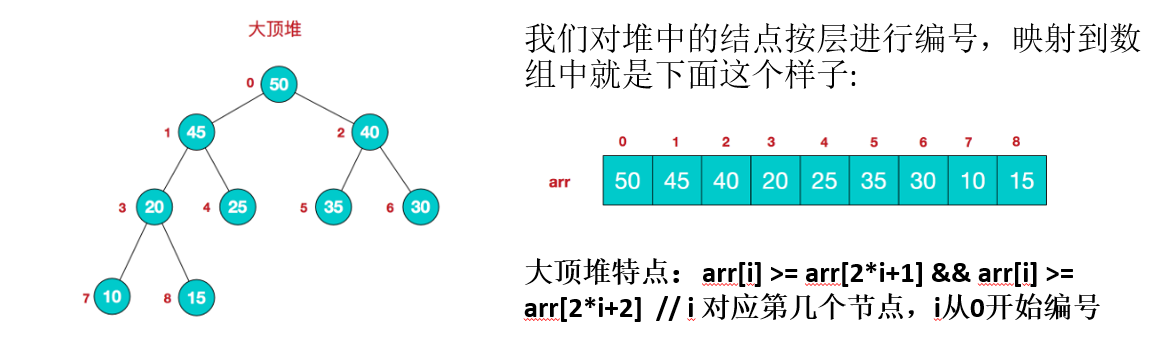 大顶堆
0 50
1 45 2 40
3 20 4 25 5 35 6 30
7 10 8 15
我们对堆中的结点按层进行编号，映射到数
组中就是下面这个样子:
0 1 2 3 4 5 6 7 8
arr 50 45 40 20 25 35 30 10 15
大顶堆特点：arr[i] >= arr[2*i+1] && arr[i] >=
arr[2*i+2] // i 对应第几个节点，i从0开始编号